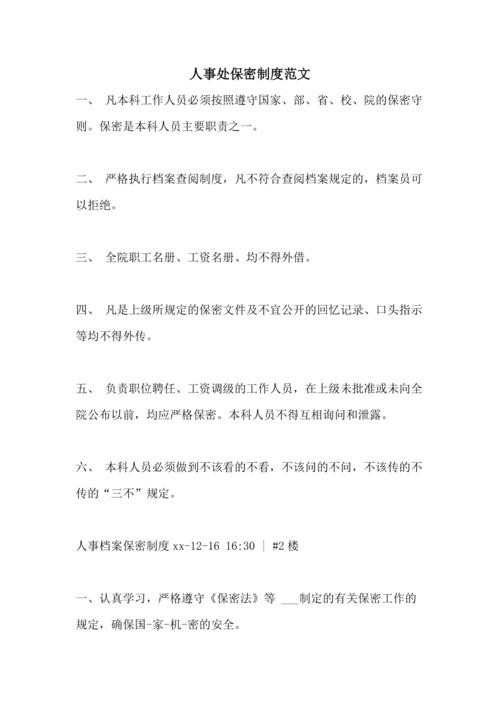 人事处保密制度范文
一、 凡本科工作人员必须按照遵守国家、部、省、校、院的保密守
则。保密是本科人员主要职责之一。
二、 严格执行档案查阅制度，凡不符合查阅档案规定的，档案员可
以拒绝。
三、 全院职工名册、工资名册、均不得外借。
四、 凡是上级所规定的保密文件及不宜公开的回忆记录、口头指示
等均不得外传。
五、 负责职位聘任、工资调级的工作人员，在上级未批准或未向全
院公布以前，均应严格保密。本科人员不得互相询问和泄露。
六、 本科人员必须做到不该看的不看，不该问的不问，不该传的不
传的“三不”规定。
人事档案保密制度xx-12-16 16:30 | #2楼
一、认真学习，严格遵守《保密法》等 ___制定的有关保密工作的
规定，确保国-家-机-密的安全。